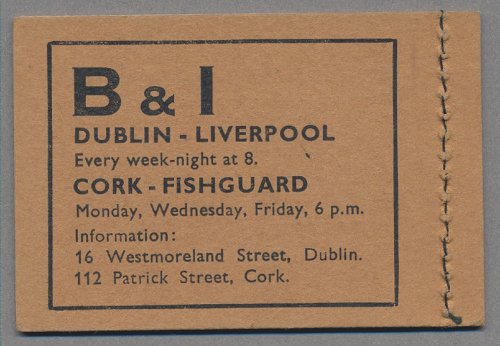 B & I
DUBLIN - LIVERPOOL
Every week-night at 8.
CORK - FISHGUARD
Monday, Wednesday, Friday, 6 p.m.
Information:
16 Westmoreland Street, Dublin.
112 Patrick Street, Cork.